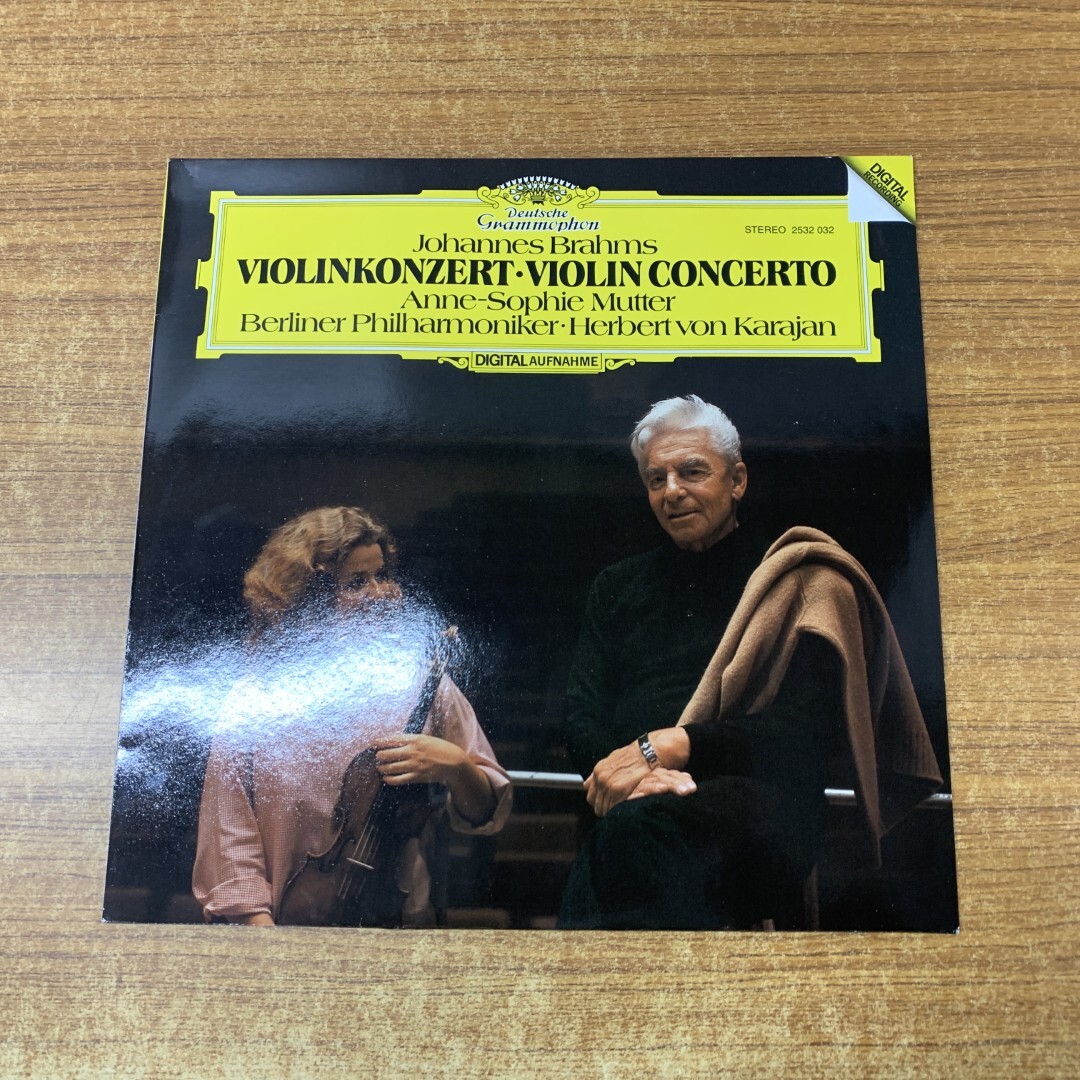 DIGITAL
RECORDING
Deutsche
Grammophon
STEREO 2532 032
Johannes Brahms
VIOLINKONZERT·VIOLIN CONCERTO
Anne-Sophie Mutter
Berliner Philharmoniker·Herbert von Karajan
DIGITAL AUFNAHME